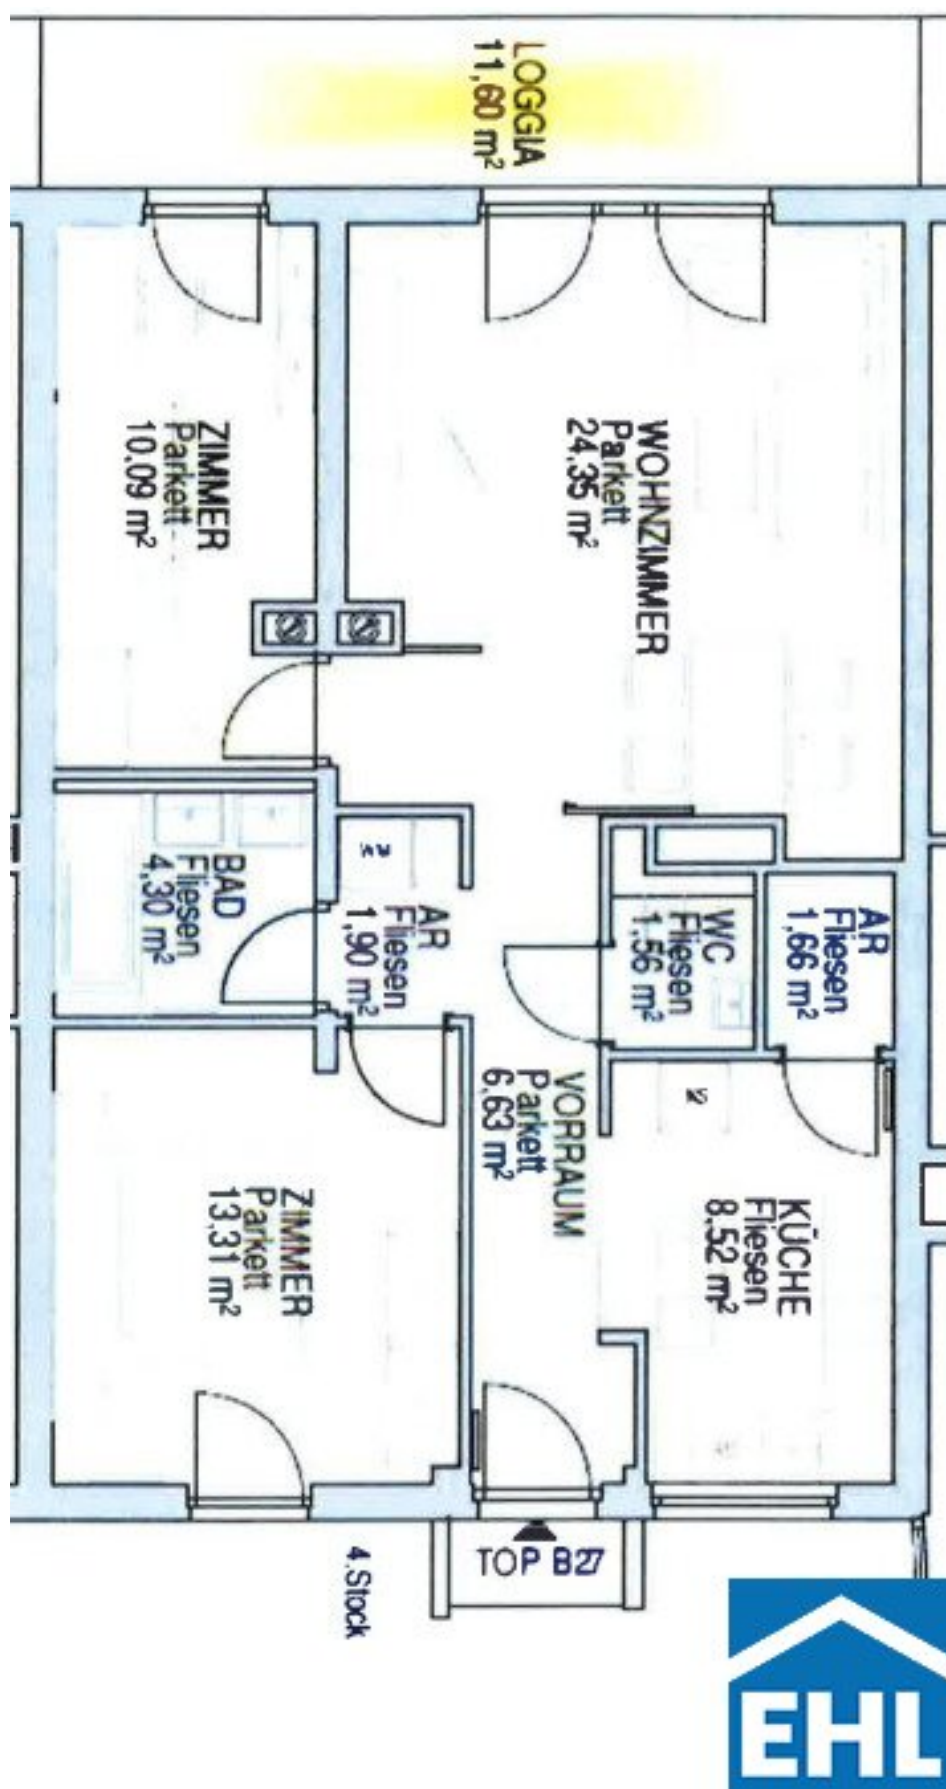 LOGGIA
11,60 m²
WOHNZIMMER
Parkett
24,35 m²
ZIMMER
Parkett
10,09 m²
BAD
Fliesen
4,30 m²
AR
Fliesen
1,90 m²
WC
Fliesen
1,56 m²
AR
Fliesen
1,66 m²
VORRAUM
Parkett
6,63 m²
KÜCHE
Fliesen
8,52 m²
ZIMMER
Parkett
13,31 m²
TOP B27
4.Stock
EHL